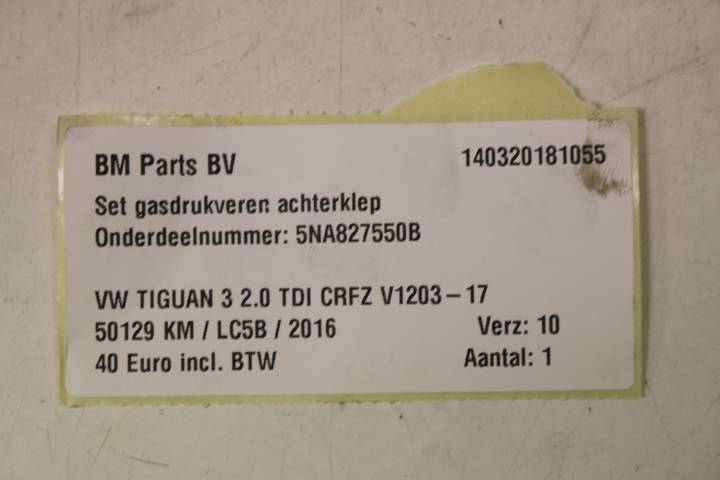 BM Parts BV 140320181055
Set gasdrukveren achterklep
Onderdeelnummer: 5NA827550B
VW TIGUAN 3 2.0 TDI CRFZ V1203-17
50129 KM / LC5B / 2016 Verz: 10
40 Euro incl. BTW Aantal: 1